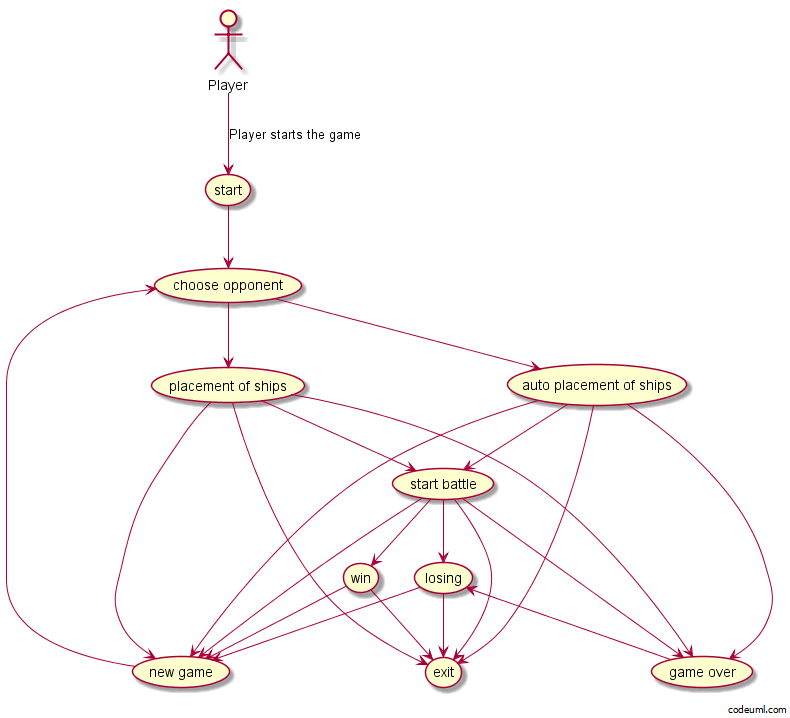 Player
Player starts the game
start
choose opponent
placement of ships
auto placement of ships
start battle
win
losing
new game
exit
game over
codeuml.com